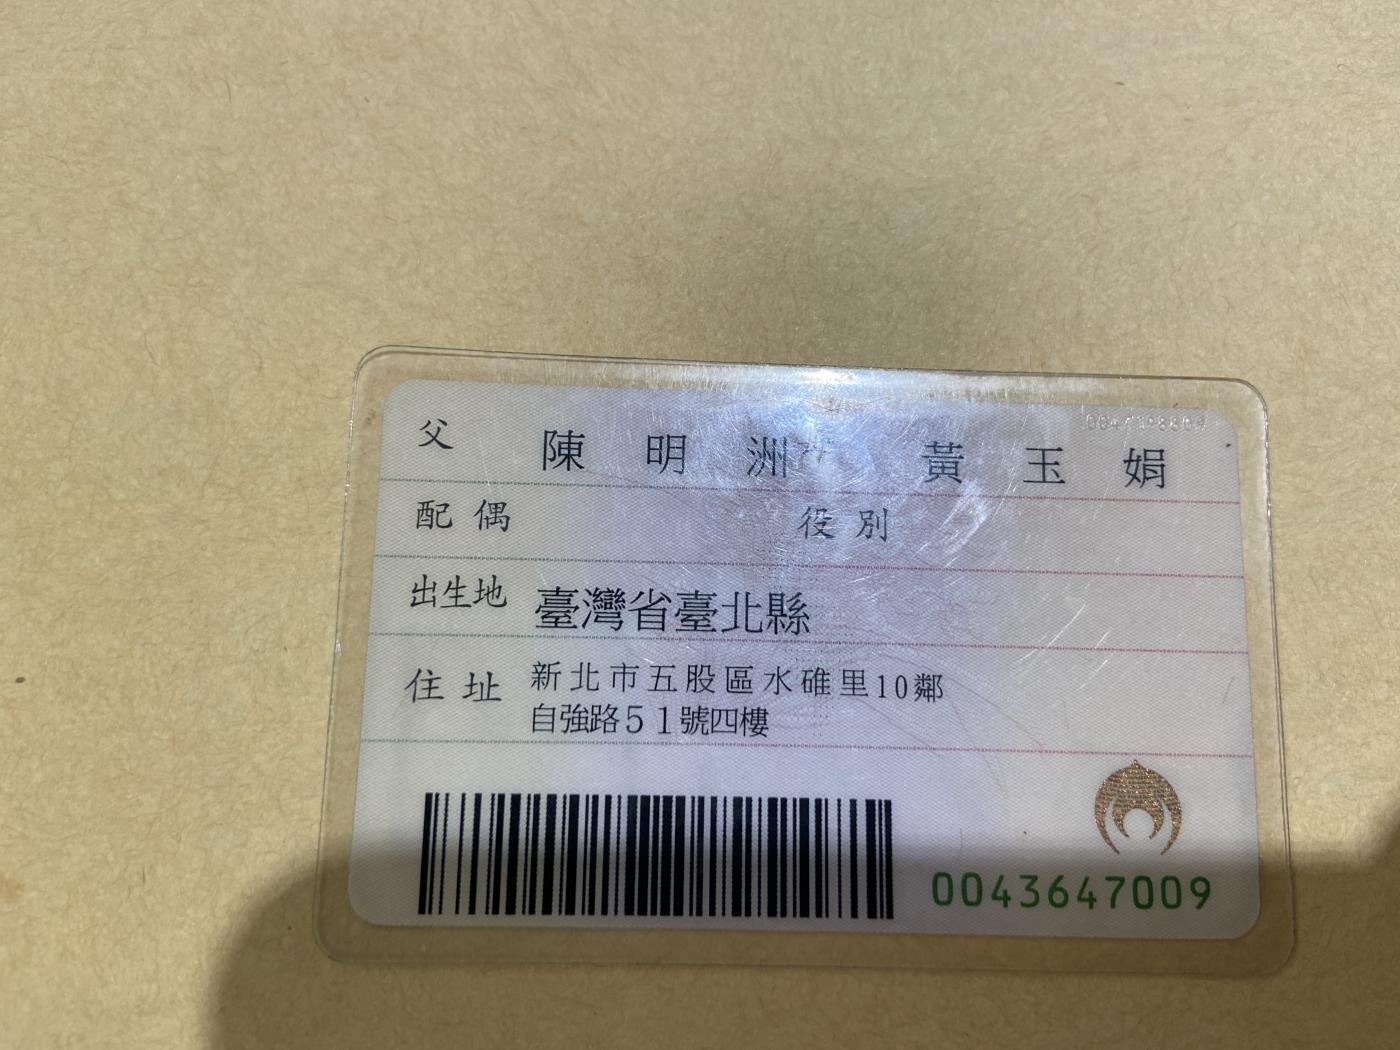 父 陳明洲 黃玉娟
配偶 役別
出生地 臺灣省臺北縣
住址 新北市五股區水碓里10鄰
自強路51號四樓
0043647009